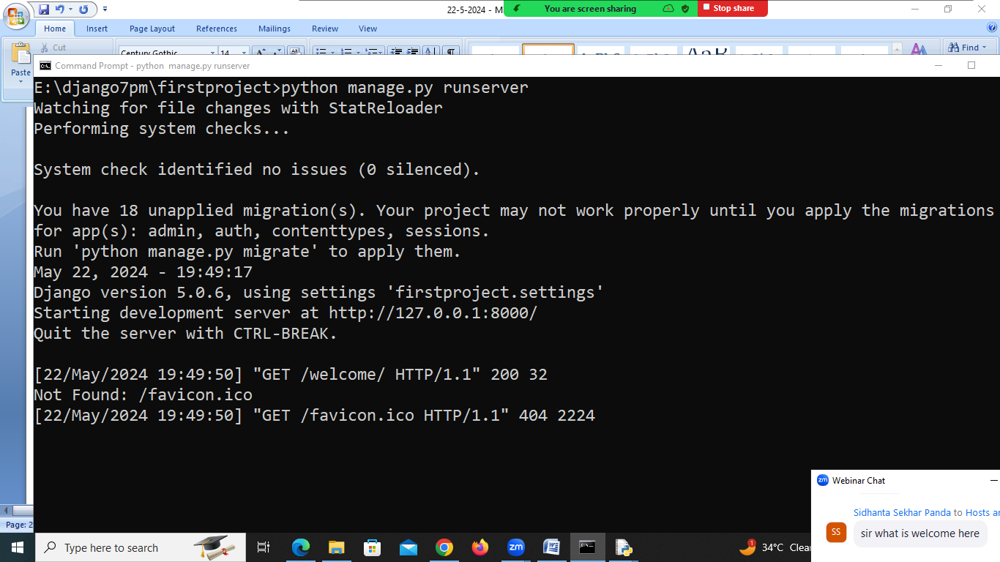 22-5-2024 - M
You are screen sharing
Stop share
Home Insert Page Layout References Mailings Review View
Cut
Century Gothic 14
Find
Paste
Command Prompt - python manage.py runserver
E:\django7pm\firstproject>python manage.py runserver
Watching for file changes with StatReloader
Performing system checks...
System check identified no issues (0 silenced).
You have 18 unapplied migration(s). Your project may not work properly until you apply the migrations
for app(s): admin, auth, contenttypes, sessions.
Run 'python manage.py migrate' to apply them.
May 22, 2024 - 19:49:17
Django version 5.0.6, using settings 'firstproject.settings'
Starting development server at http://127.0.0.1:8000/
Quit the server with CTRL-BREAK.
[22/May/2024 19:49:50] "GET /welcome/ HTTP/1.1" 200 32
Not Found: /favicon.ico
[22/May/2024 19:49:50] "GET /favicon.ico HTTP/1.1" 404 2224
Webinar Chat
Sidhanta Sekhar Panda to Hosts an
SS
sir what is welcome here
Page: 2
Type here to search
zm
1
34°C Clear